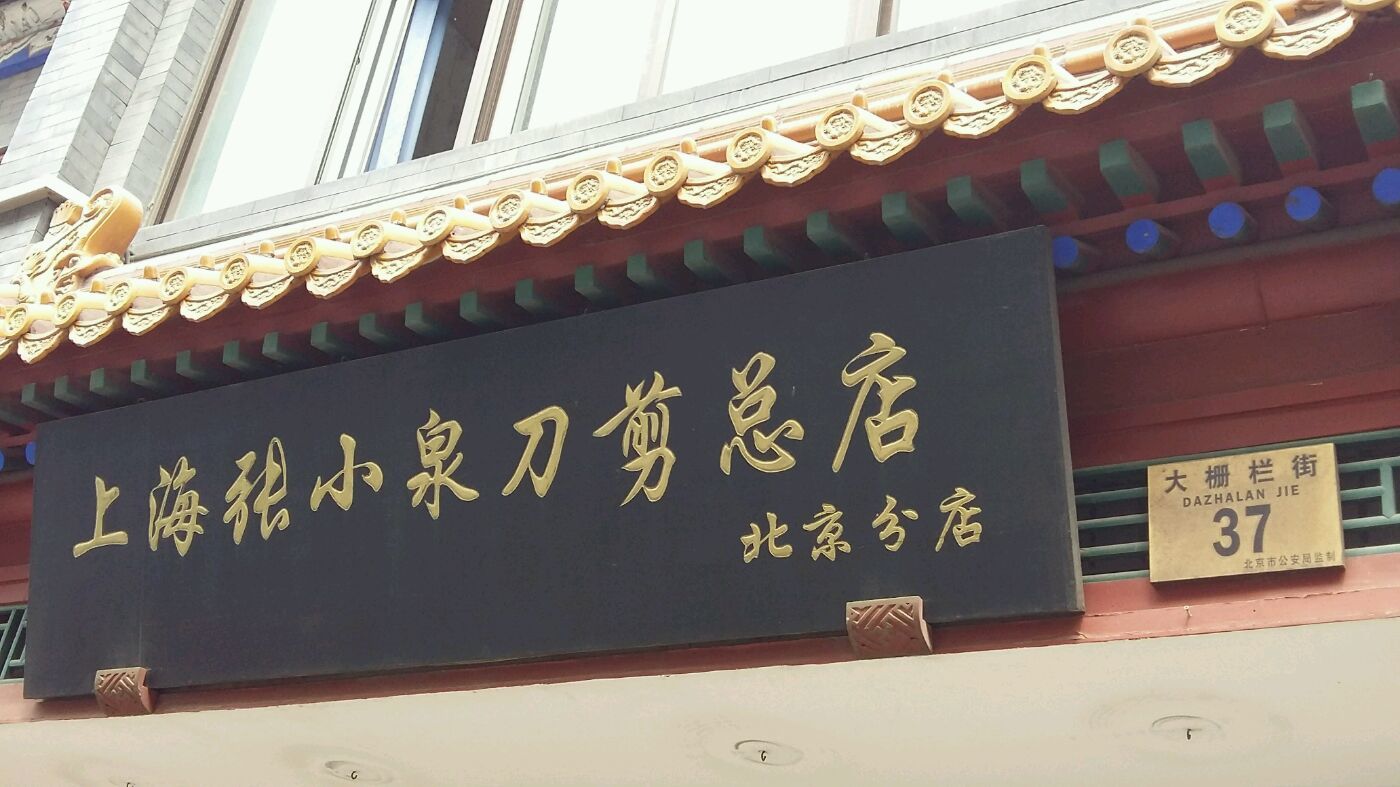 上海张小泉刀剪总店
北京分店
大栅栏街
DAZHALAN JIE
37
北京市公安局监制